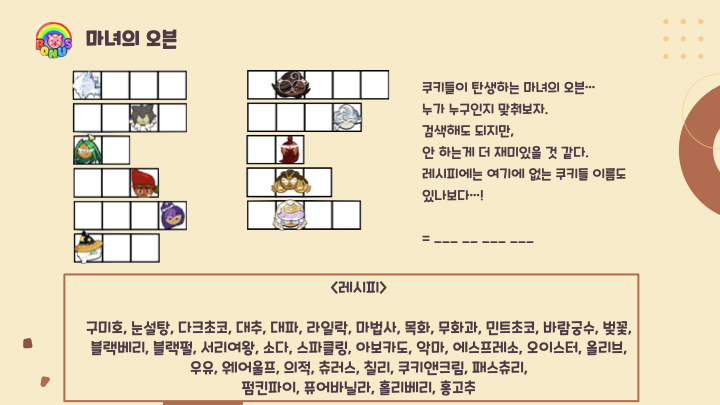 마녀의 오븐
쿠키들이 탄생하는 마녀의 오븐...
누가 누구인지 맞춰보자.
검색해도 되지만,
안 하는게 더 재미있을 것 같다.
레시피에는 여기에 없는 쿠키들 이름도
있나보다...!
= ___ __ ___ ___
<레시피>
구미호, 눈설탕, 다크초코, 대추, 대파, 라일락, 마법사, 목화, 무화과, 민트초코, 바람궁수, 벚꽃,
블랙베리, 블랙펄, 서리여왕, 소다, 스파클링, 아보카도, 악마, 에스프레소, 오이스터, 올리브,
우유, 웨어울프, 의적, 츄러스, 칠리, 쿠키앤크림, 패스츄리,
펌킨파이, 퓨어바닐라, 홀리베리, 홍고추